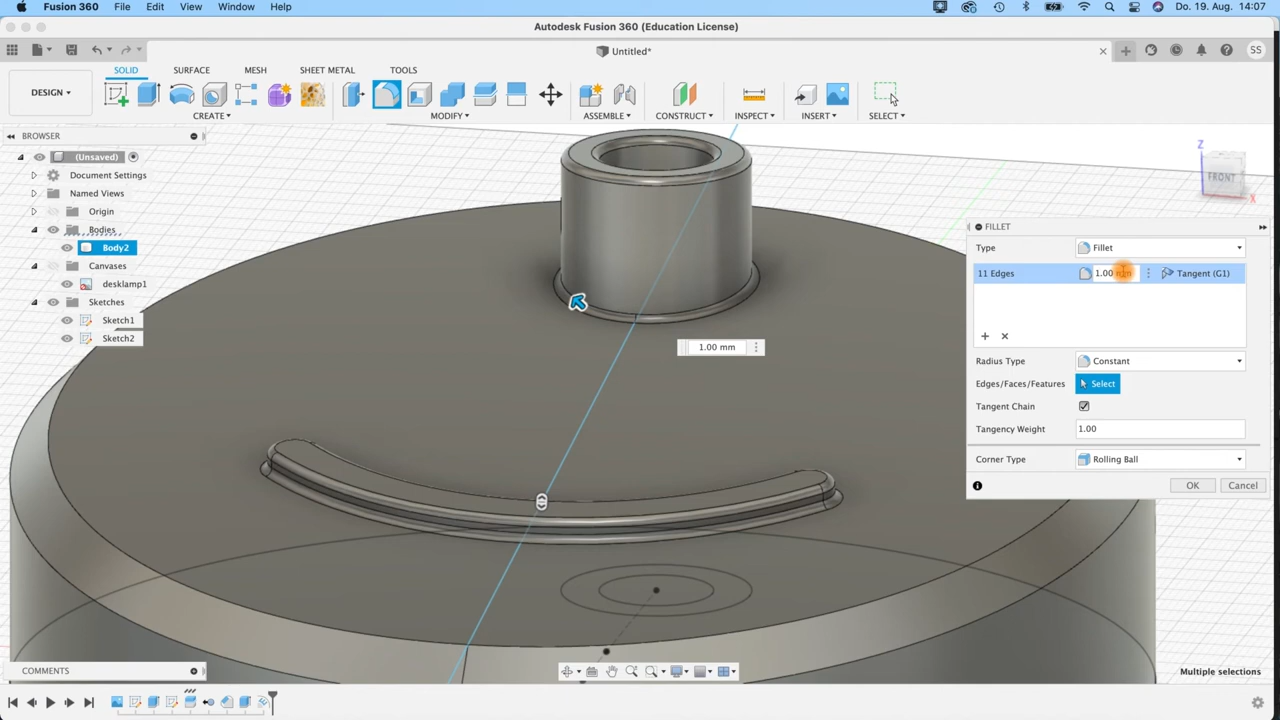 Fusion 360 File Edit View Window Help Do. 19. Aug. 14:07
Autodesk Fusion 360 (Education License)
Untitled*
SS
SOLID SURFACE MESH SHEET METAL TOOLS
DESIGN
CREATE MODIFY ASSEMBLE CONSTRUCT INSPECT INSERT SELECT
BROWSER
(Unsaved)
Document Settings
Named Views
Origin
Bodies
Body2
Canvases
desklamp1
Sketches
Sketch1
Sketch2
Z
FRONT
X
FILLET
Type Fillet
11 Edges 1.00 mm Tangent (G1)
1.00 mm
Radius Type Constant
Edges/Faces/Features Select
Tangent Chain
Tangency Weight 1.00
Corner Type Rolling Ball
OK Cancel
COMMENTS
Multiple selections